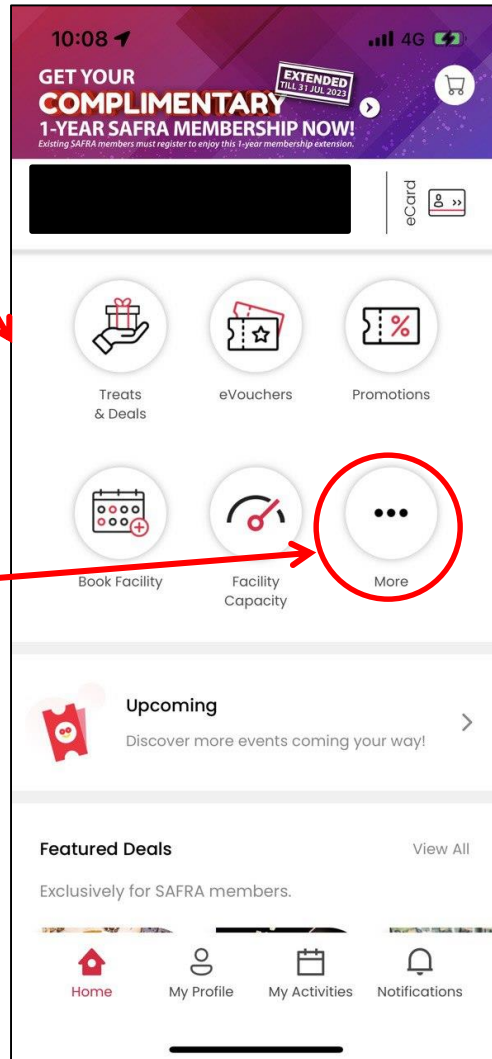 10:08
4G
GET YOUR
EXTENDED
TILL 31 JUL 2023
COMPLIMENTARY
1-YEAR SAFRA MEMBERSHIP NOW!
Existing SAFRA members must register to enjoy this 1-year membership extension.
eCard
Treats
& Deals
eVouchers
Promotions
Book Facility
Facility
Capacity
More
Upcoming
Discover more events coming your way!
Featured Deals
View All
Exclusively for SAFRA members.
Home
My Profile
My Activities
Notifications